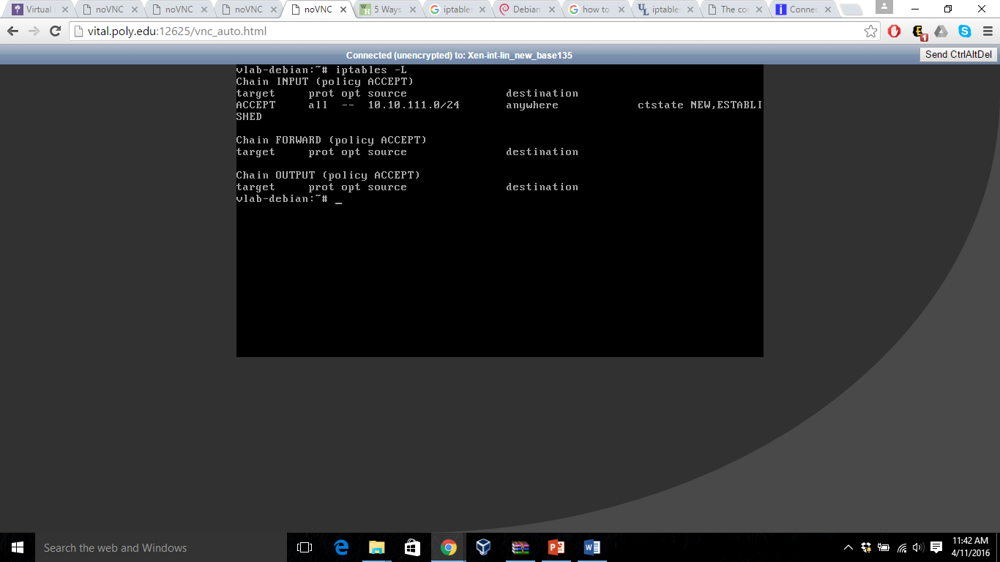 Virtual
noVNC
noVNC
noVNC
noVNC
5 Ways
iptables
Debian
how to
iptables
The co
Connec
vital.poly.edu:12625/vnc_auto.html
1
Connected (unencrypted) to: Xen-int-lin_new_base135
Send CtrlAltDel
vlab-debian:~# iptables -L
Chain INPUT (policy ACCEPT)
target     prot opt source               destination
ACCEPT     all  --  10.10.111.0/24       anywhere            ctstate NEW,ESTABLI
SHED
Chain FORWARD (policy ACCEPT)
target     prot opt source               destination
Chain OUTPUT (policy ACCEPT)
target     prot opt source               destination
vlab-debian:~# _
Search the web and Windows
11:42 AM
4/11/2016